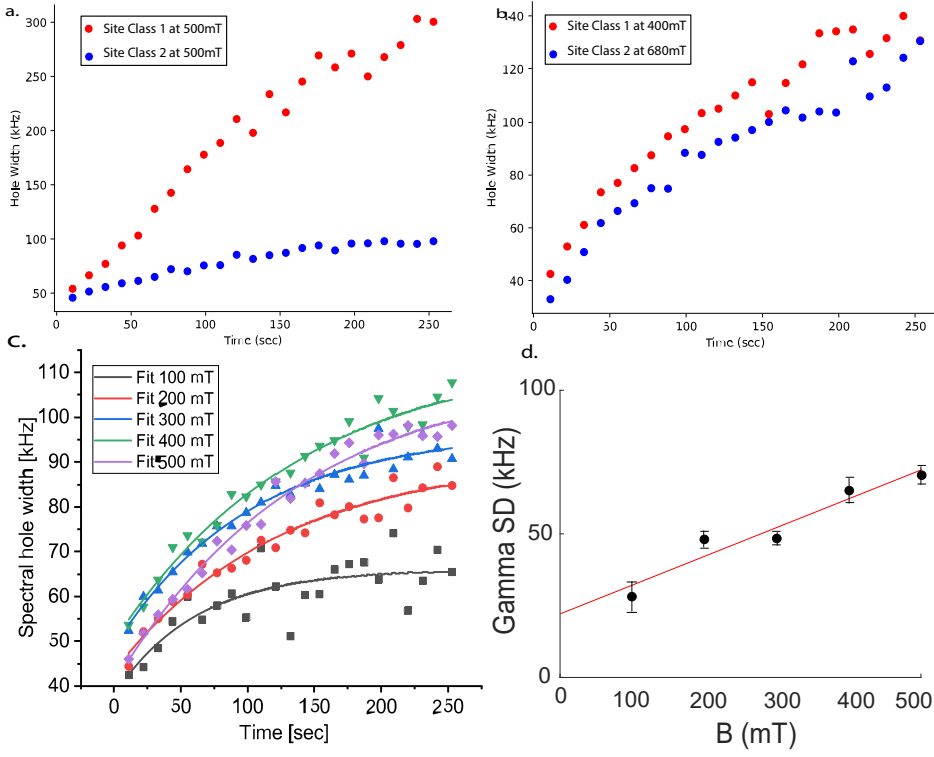 a.
Site Class 1 at 500mT
Site Class 2 at 500mT
300
250
200
150
100
50
Hole Width (kHz)
0
50
100
150
200
250
Time (sec)
b.
Site Class 1 at 400mT
Site Class 2 at 680mT
140
120
100
80
60
40
Hole Width (kHz)
0
50
100
150
200
250
Time (sec)
c.
Fit 100 mT
Fit 200 mT
Fit 300 mT
Fit 400 mT
Fit 500 mT
110
100
90
80
70
60
50
40
Spectral hole width [kHz]
0
50
100
150
200
250
Time [sec]
d.
100
50
0
Gamma SD (kHz)
0
100
200
300
400
500
B (mT)